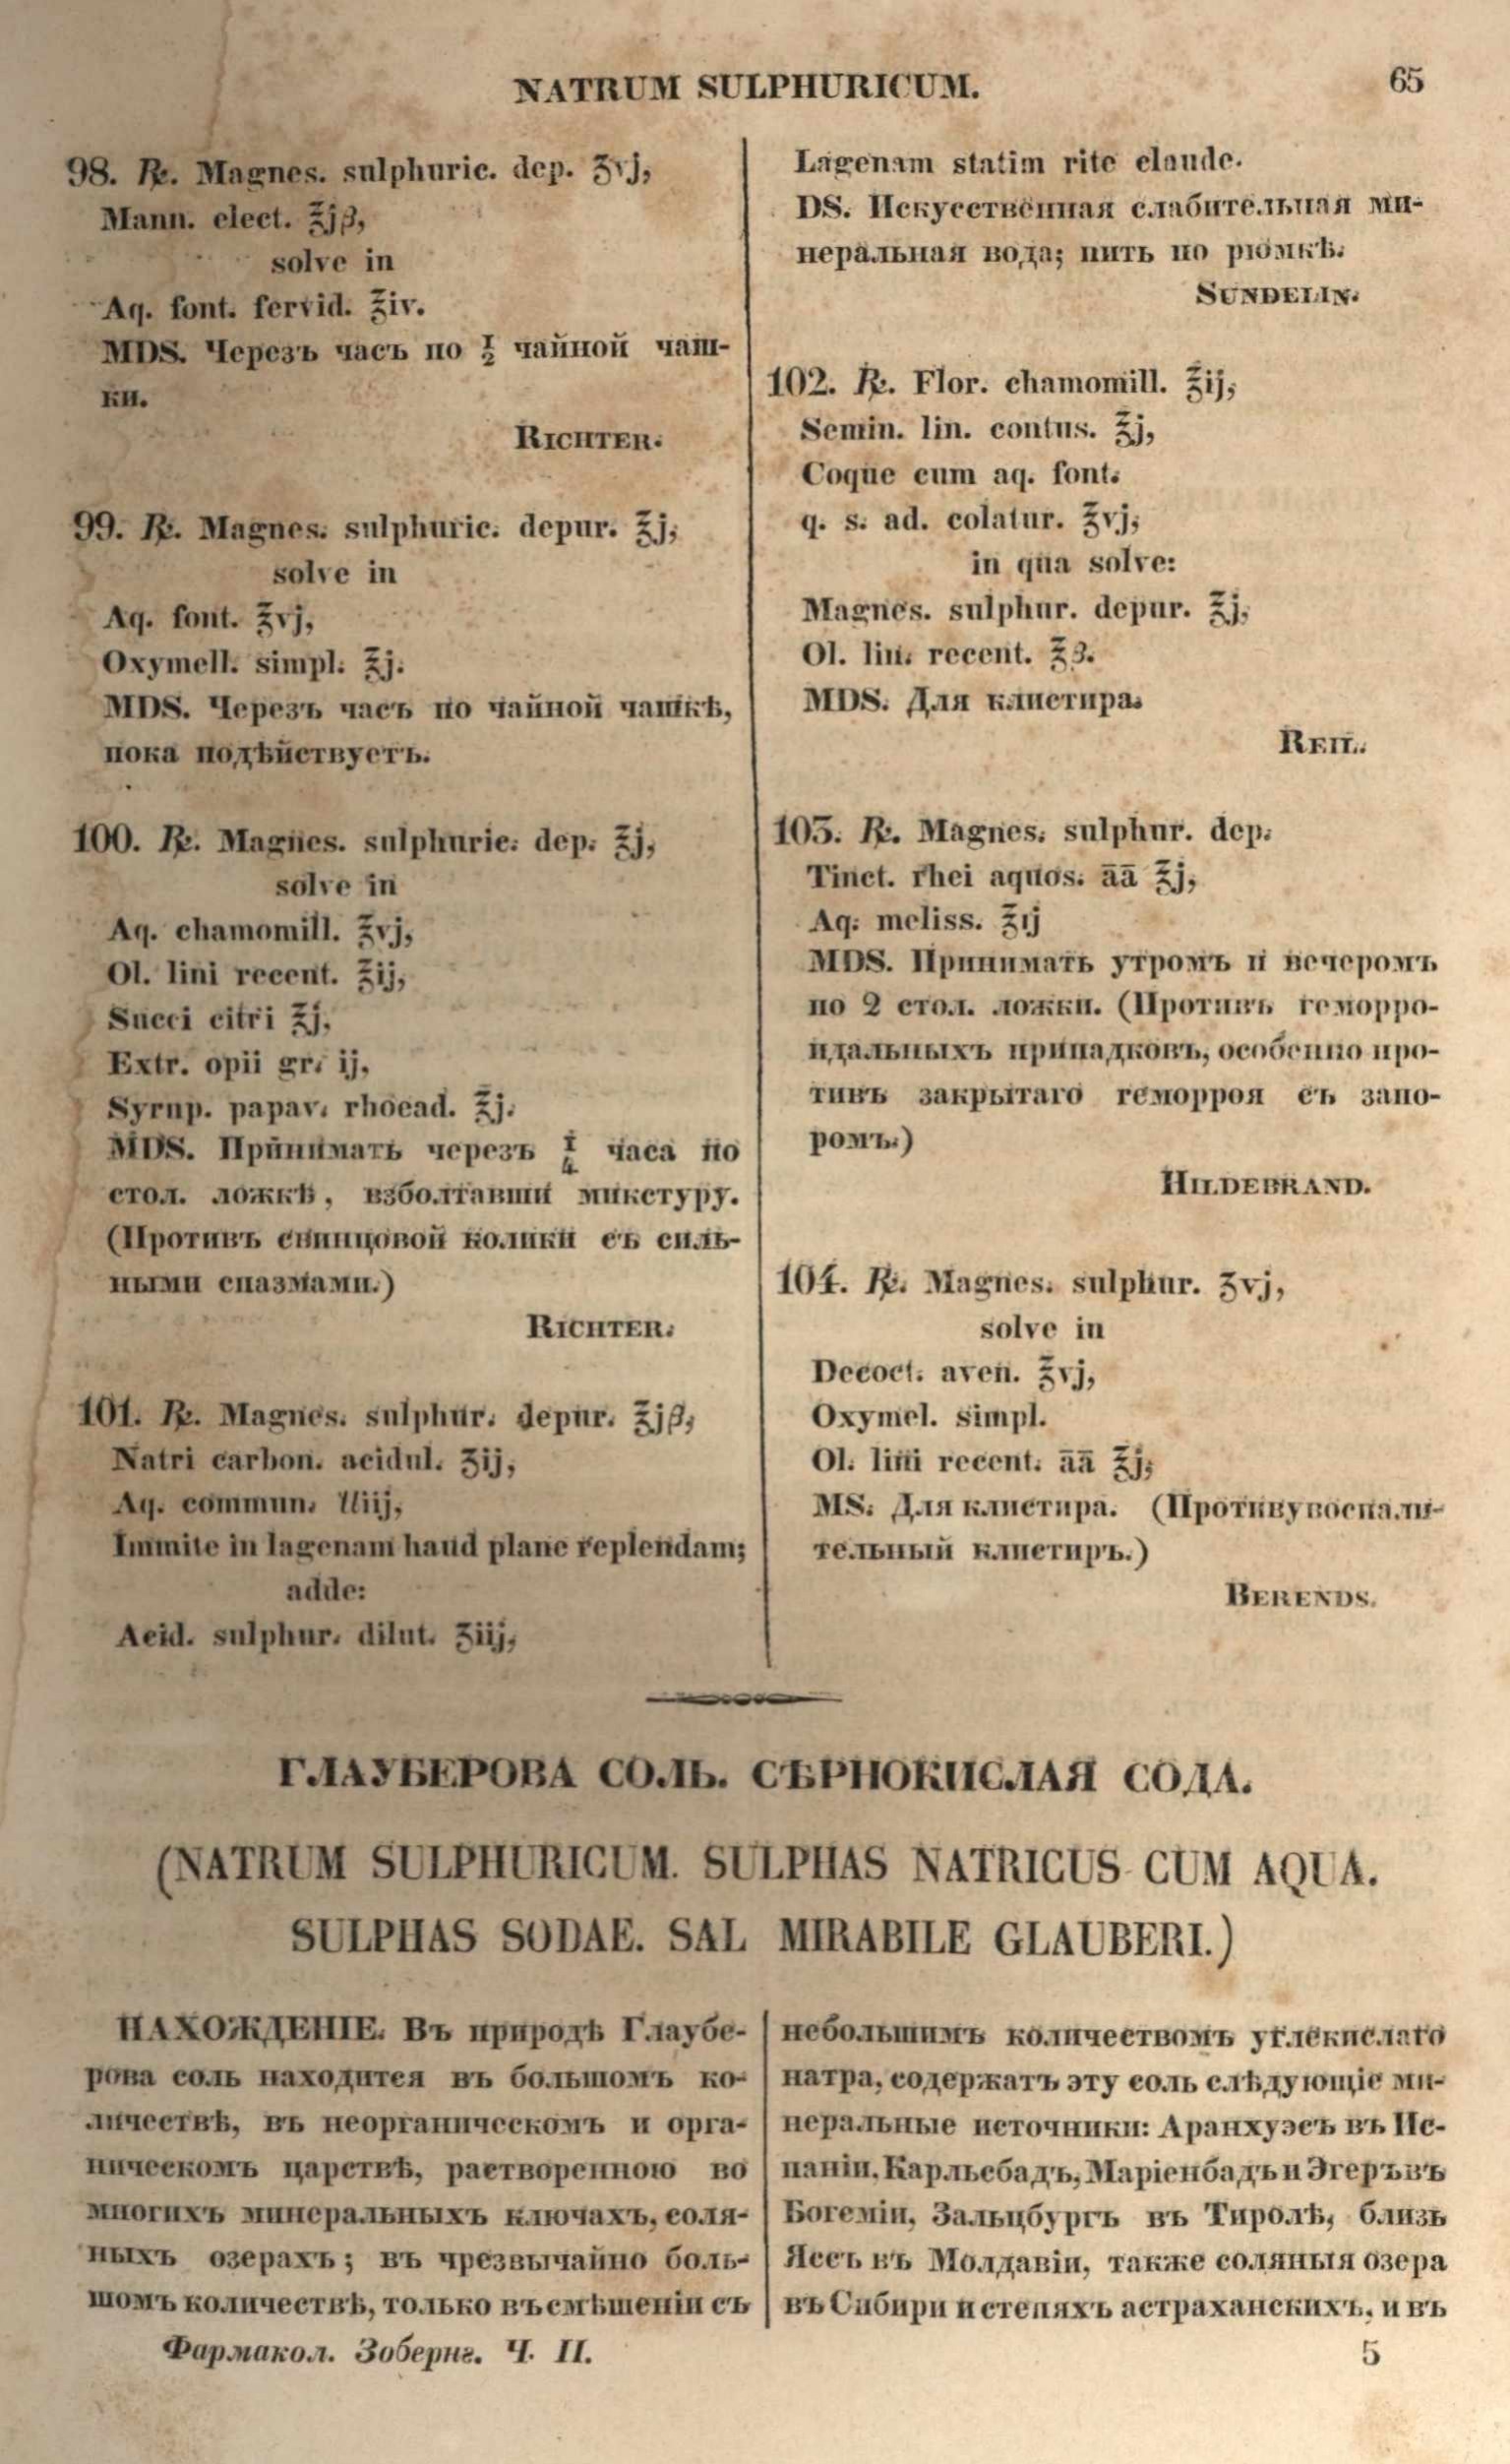 NATRUM SULPHURICUM.
65
98. ℞. Magnes. sulphuric. dep. ʒvj,
Mann. elect. ℥jβ,
solve in
Aq. font. fervid. ℥iv.
MDS. Черезъ часъ по ½ чайной чаш-
ки.
RICHTER.
99. ℞. Magnes. sulphuric. depur. ℥j,
solve in
Aq. font. ℥vj,
Oxymell. simpl. ℥j.
MDS. Черезъ часъ по чайной чашкѣ,
пока подѣйствуетъ.
100. ℞. Magnes. sulphuric. dep. ℥j,
solve in
Aq. chamomill. ℥vj,
Ol. lini recent. ℥ij,
Succi citri ℥j,
Extr. opii gr. ij,
Syrup. papav. rhoead. ℥j.
MDS. Принимать черезъ ¼ часа по
стол. ложкѣ, взболтавши микстуру.
(Противъ свинцовой колики съ силь-
ными спазмами.)
RICHTER.
101. ℞. Magnes. sulphur. depur. ℥jβ,
Natri carbon. acidul. ʒij,
Aq. commun.
Immite in lagenam haud plane replendam;
adde:
Acid. sulphur. dilut. ʒiij,
Lagenam statim rite claude.
DS. Искусственная слабительная ми-
неральная вода; пить по рюмкѣ.
SUNDELIN.
102. ℞. Flor. chamomill. ℥ij,
Semin. lin. contus. ℥j,
Coque cum aq. font.
q. s. ad. colatur. ℥vj,
in qua solve:
Magnes. sulphur. depur. ℥j,
Ol. lin. recent. ℥β.
MDS. Для клистира.
REIL.
103. ℞. Magnes. sulphur. dep.
Tinct. rhei aquos. āā ℥j,
Aq. meliss. ℥ij
MDS. Принимать утромъ и вечеромъ
по 2 стол. ложки. (Противъ геморро-
идальныхъ припадковъ, особенно про-
тивъ закрытаго геморроя съ запо-
ромъ.)
HILDEBRAND.
104. ℞. Magnes. sulphur. ʒvj,
solve in
Decoct. aven. ℥vj,
Oxymel. simpl.
Ol. lini recent. āā ℥j,
MS. Для клистира. (Противувоспали-
тельный клистиръ.)
BERENDS.
ГЛАУБЕРОВА СОЛЬ. СѢРНОКИСЛАЯ СОДА.
(NATRUM SULPHURICUM. SULPHAS NATRICUS CUM AQUA.
SULPHAS SODAE. SAL MIRABILE GLAUBERI.)
НАХОЖДЕНІЕ. Въ природѣ Глаубе-
рова соль находится въ большомъ ко-
личествѣ, въ неорганическомъ и орга-
ническомъ царствѣ, растворенною во
многихъ минеральныхъ ключахъ, соля-
ныхъ озерахъ; въ чрезвычайно боль-
шомъ количествѣ, только въ смѣшеніи съ
небольшимъ количествомъ углекислаго
натра, содержатъ эту соль слѣдующіе ми-
неральные источники: Аранхуэсъ въ Ис-
паніи, Карльсбадъ, Маріенбадъ и Эгеръ въ
Богеміи, Зальцбургъ въ Тиролѣ, близь
Яссъ въ Молдавіи, также соляныя озера
въ Сибири и степяхъ астраханскихъ, и въ
Фармакол. Зоберне. Ч. II.
5